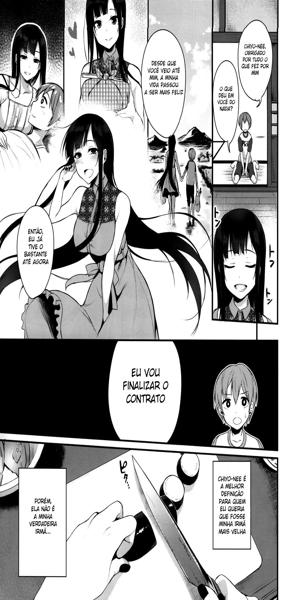 CHIYO-NEE,
OBRIGADO
POR TUDO O
QUE FEZ POR
MIM
O QUE
DEU EM
VOCÊ DO
NADA?
DESDE QUE
VOCÊ VEIO ATÉ
MIM, A MINHA
VIDA PASSOU
A SER MAIS FELIZ
ENTÃO,
EU JÁ
TIVE O
BASTANTE
ATÉ AGORA
EU VOU
FINALIZAR O
CONTRATO
CHIYO-NEE
É A MELHOR
DEFINIÇÃO
PARA QUEM
EU QUERIA
QUE FOSSE
MINHA IRMÃ
MAIS VELHA
PORÉM,
ELA NÃO É
A MINHA
VERDADEIRA
IRMÃ...